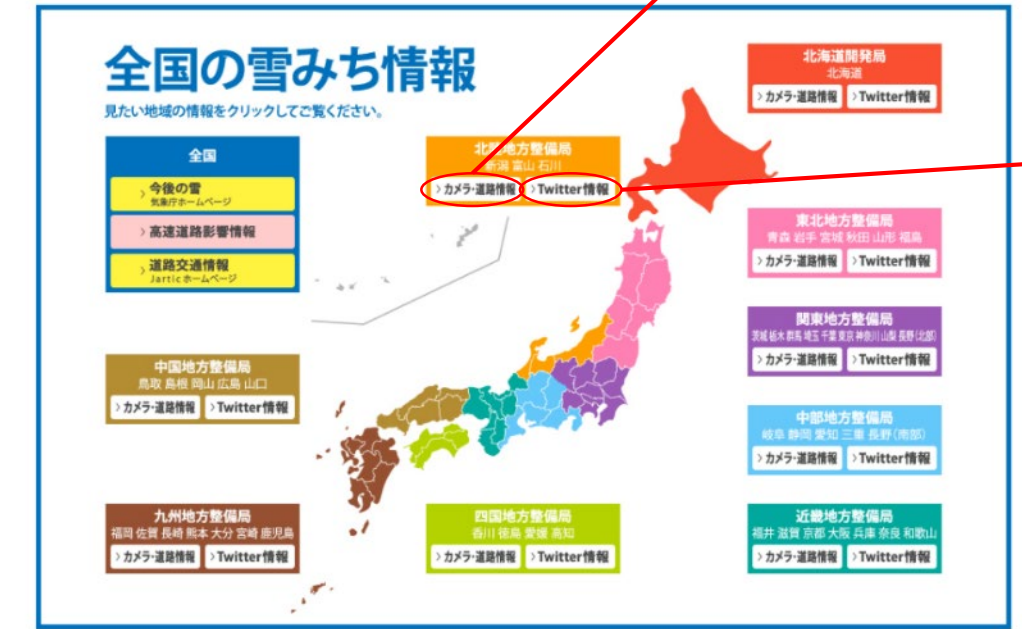 全国の雪みち情報
見たい地域の情報をクリックしてご覧ください。
全国
今後の雪
気象庁ホームページ
高速道路影響情報
道路交通情報
Jarticホームページ
北陸地方整備局
新潟 富山 石川
カメラ・道路情報
Twitter情報
北海道開発局
北海道
カメラ・道路情報
Twitter情報
東北地方整備局
青森 岩手 宮城 秋田 山形 福島
カメラ・道路情報
Twitter情報
関東地方整備局
茨城 栃木 群馬 埼玉 千葉 東京 神奈川 山梨 長野(北部)
カメラ・道路情報
Twitter情報
中部地方整備局
岐阜 静岡 愛知 三重 長野(南部)
カメラ・道路情報
Twitter情報
近畿地方整備局
福井 滋賀 京都 大阪 兵庫 奈良 和歌山
カメラ・道路情報
Twitter情報
中国地方整備局
鳥取 島根 岡山 広島 山口
カメラ・道路情報
Twitter情報
四国地方整備局
香川 徳島 愛媛 高知
カメラ・道路情報
Twitter情報
九州地方整備局
福岡 佐賀 長崎 熊本 大分 宮崎 鹿児島
カメラ・道路情報
Twitter情報